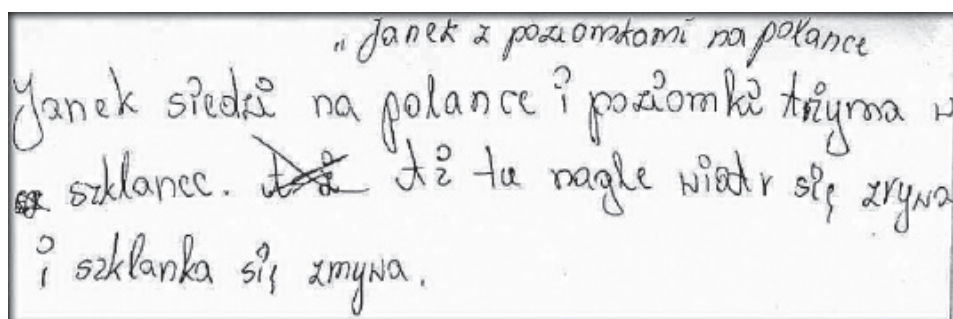 „Janek z poziomkami na polance
Janek siedzi na polance i poziomki trzyma w
szklance. tu nagle wiatr się zrywa
i szklanka się zmywa.